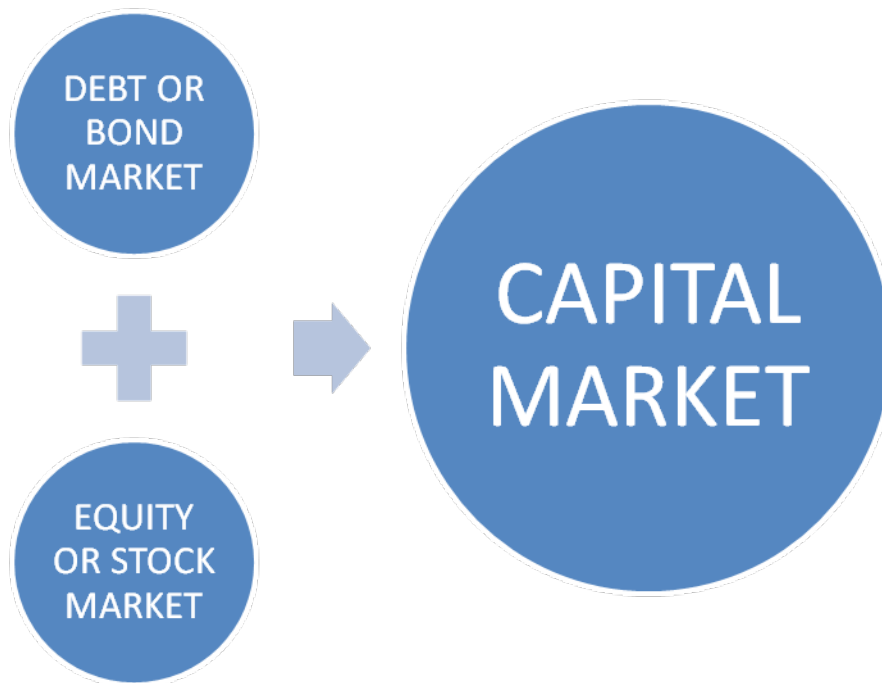 DEBT OR
BOND
MARKET
EQUITY
OR STOCK
MARKET
CAPITAL
MARKET